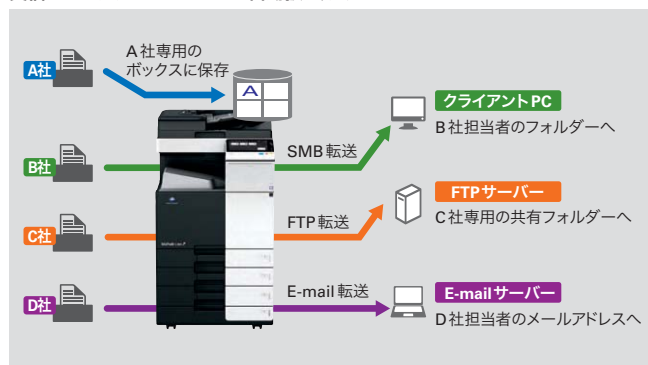 A社
A社専用の
ボックスに保存
A
クライアントPC
B社担当者のフォルダーへ
B社
SMB転送
FTPサーバー
C社専用の共有フォルダーへ
C社
FTP転送
E-mailサーバー
D社担当者のメールアドレスへ
D社
E-mail転送